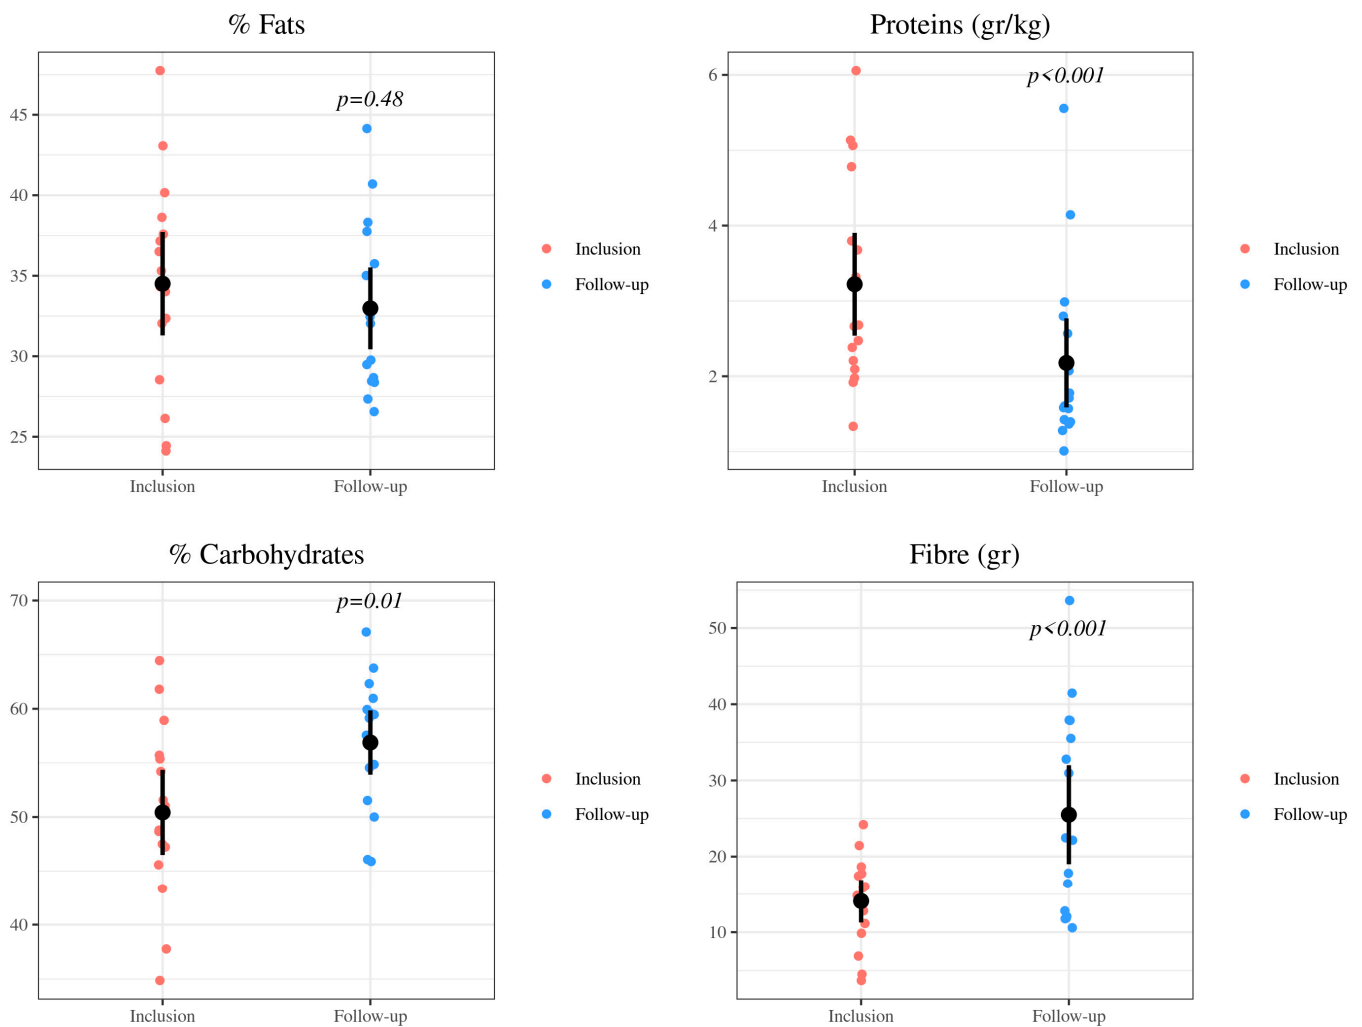 % Fats
p=0.48
45
40
35
30
25
Inclusion
Follow-up
Inclusion
Follow-up
Proteins (gr/kg)
p<0.001
6
4
2
Inclusion
Follow-up
Inclusion
Follow-up
% Carbohydrates
p=0.01
70
60
50
40
Inclusion
Follow-up
Inclusion
Follow-up
Fibre (gr)
p<0.001
50
40
30
20
10
Inclusion
Follow-up
Inclusion
Follow-up